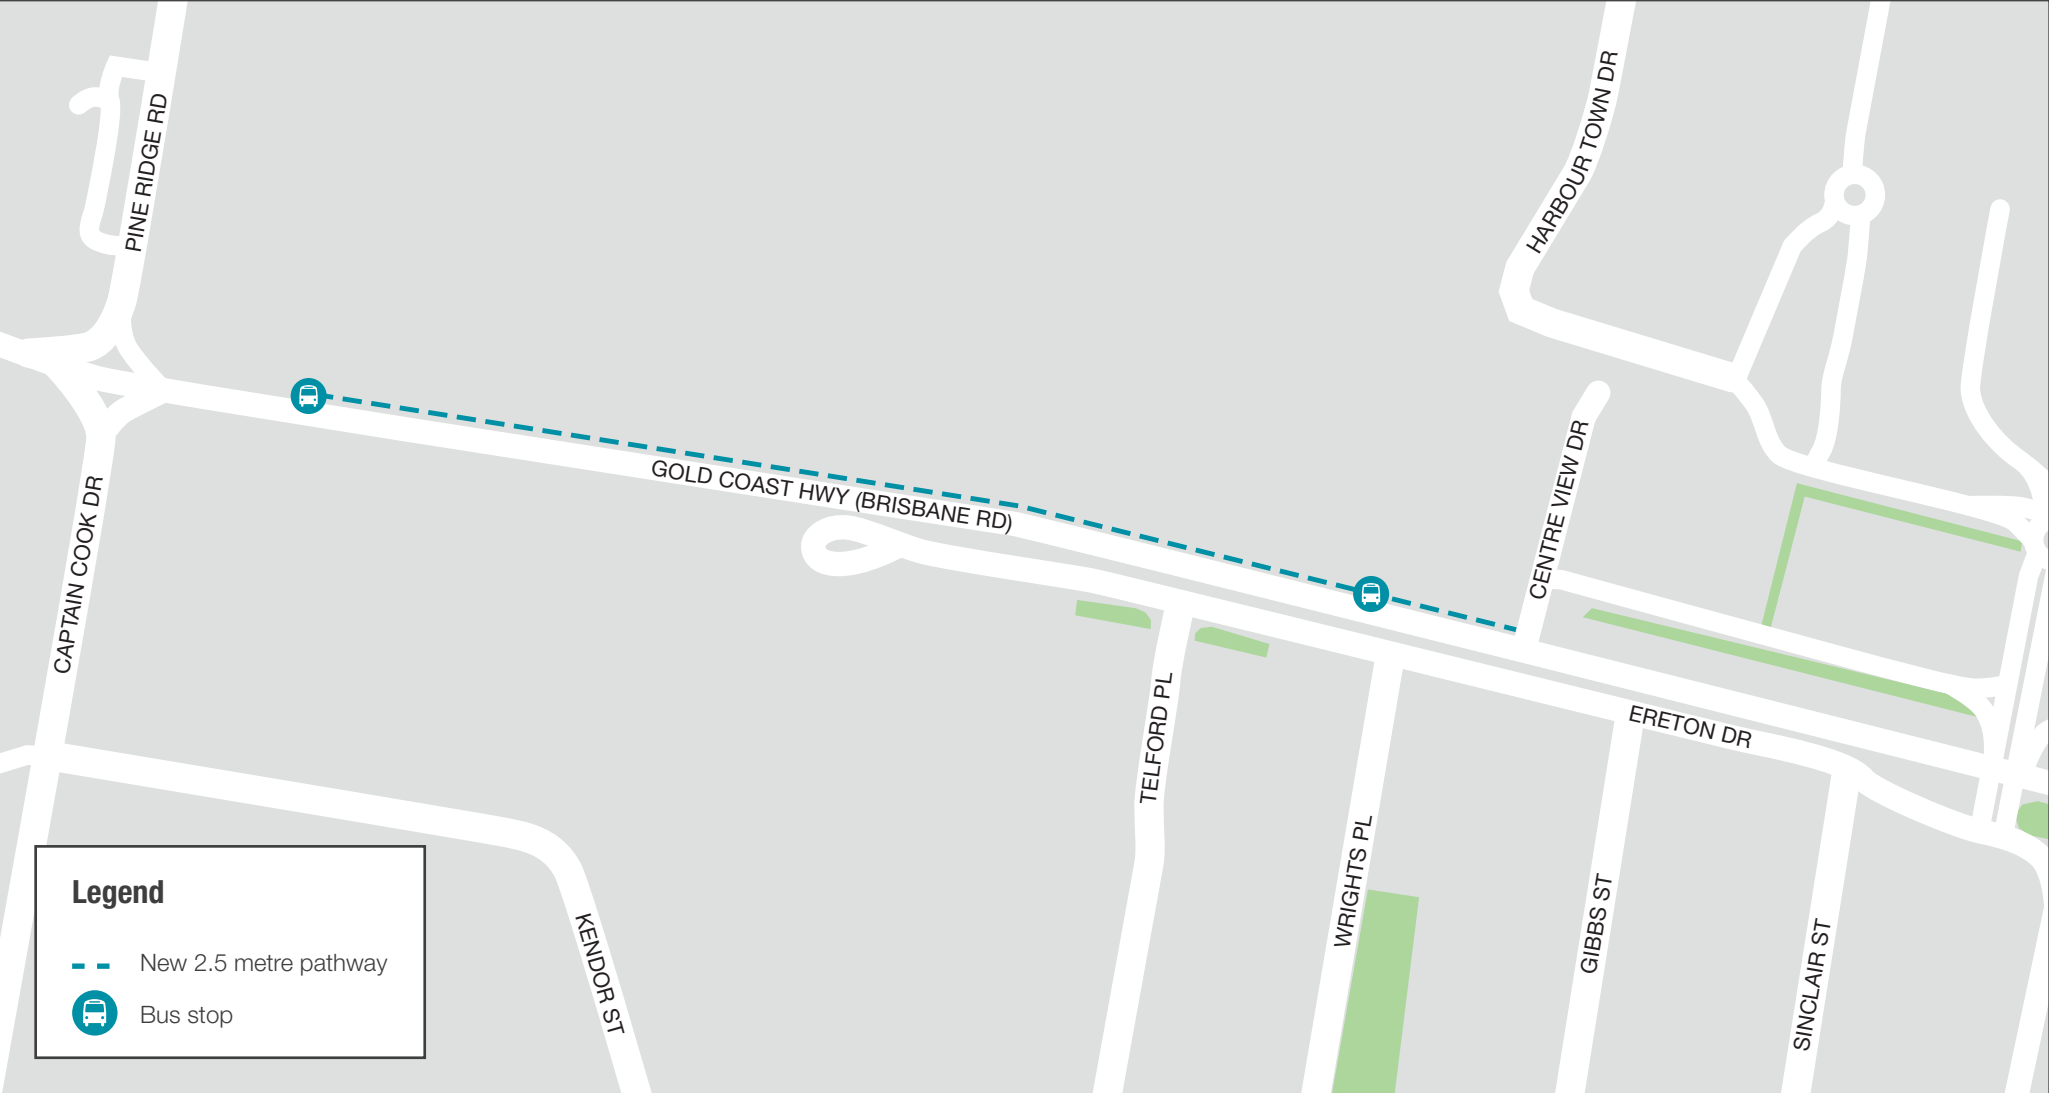 PINE RIDGE RD
HARBOUR TOWN DR
CAPTAIN COOK DR
GOLD COAST HWY (BRISBANE RD)
CENTRE VIEW DR
TELFORD PL
ERETON DR
WRIGHTS PL
GIBBS ST
SINCLAIR ST
KENDOR ST
Legend
New 2.5 metre pathway
Bus stop